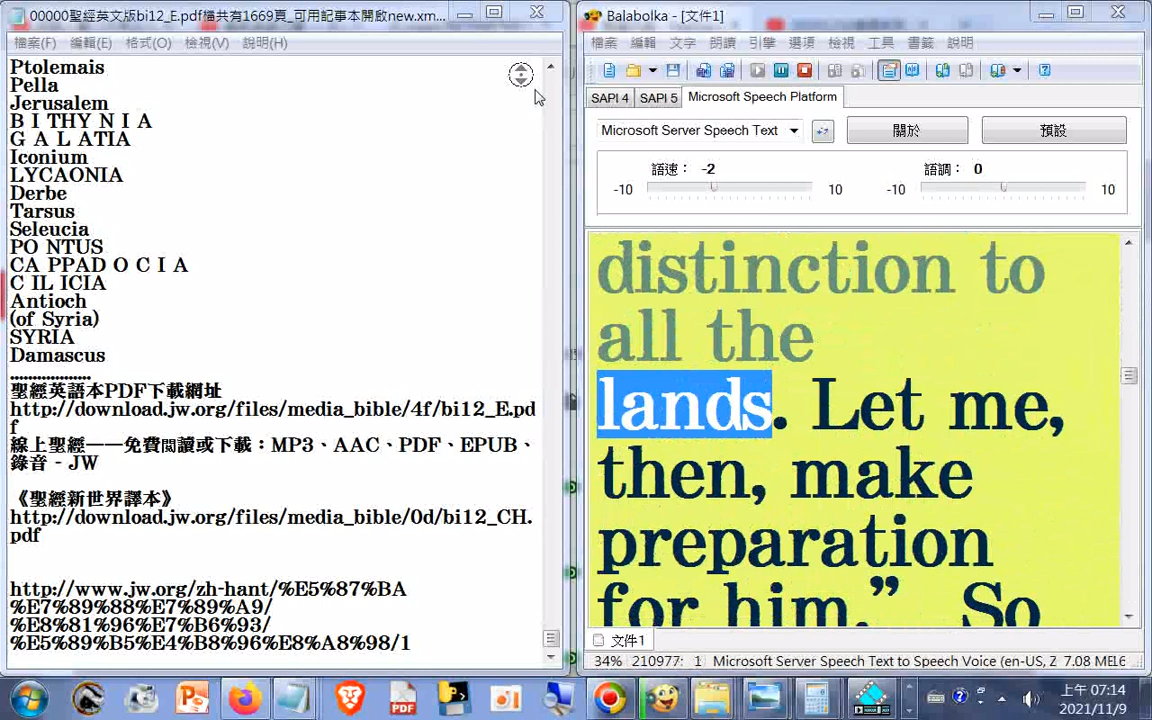 00000聖經英文版bi12_E.pdf檔共有1669頁_可用記事本開啟new.xm...
檔案(F) 編輯(E) 格式(O) 檢視(V) 說明(H)
Ptolemais
Pella
Jerusalem
B I THY N I A
G A L ATIA
Iconium
LYCAONIA
Derbe
Tarsus
Seleucia
PO NTUS
CA PPAD O C I A
C IL ICIA
Antioch
(of Syria)
SYRIA
Damascus
..................
聖經英語本PDF下載網址
http://download.jw.org/files/media_bible/4f/bi12_E.pd
f
線上聖經——免費閱讀或下載：MP3、AAC、PDF、EPUB、
錄音 - JW
《聖經新世界譯本》
http://download.jw.org/files/media_bible/0d/bi12_CH.
pdf
http://www.jw.org/zh-hant/%E5%87%BA
%E7%89%88%E7%89%A9/
%E8%81%96%E7%B6%93/
%E5%89%B5%E4%B8%96%E8%A8%98/1
Balabolka - [文件1]
檔案 編輯 文字 朗讀 引擎 選項 檢視 工具 書籤 說明
SAPI 4 SAPI 5 Microsoft Speech Platform
Microsoft Server Speech Text 關於 預設
語速： -2 語調： 0
-10 10 -10 10
distinction to
all the
lands. Let me,
then, make
preparation
for him.” So
文件1
34% 210977: 1 Microsoft Server Speech Text to Speech Voice (en-US, Z 7.08 МЕ
PDF
上午 07:14
2021/11/9